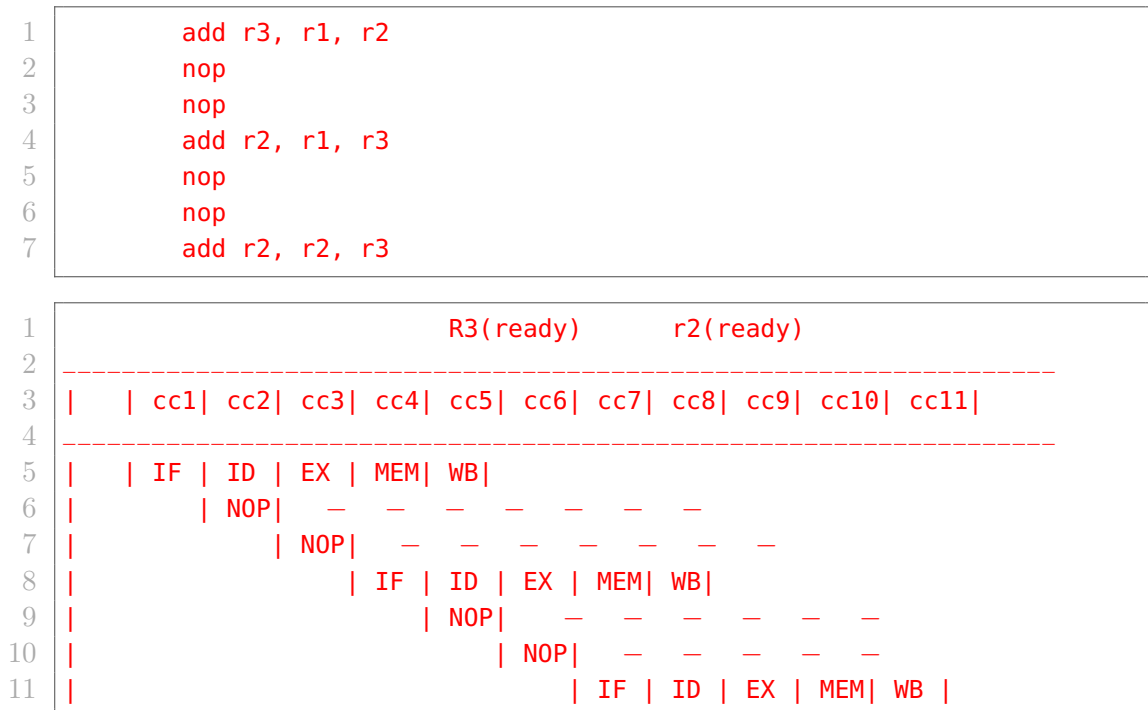 1 add r3, r1, r2
2 nop
3 nop
4 add r2, r1, r3
5 nop
6 nop
7 add r2, r2, r3
1 R3(ready) r2(ready)
2 ___________________________________________________________________
3 | | cc1| cc2| cc3| cc4| cc5| cc6| cc7| cc8| cc9| cc10| cc11|
4 ___________________________________________________________________
5 | | IF | ID | EX | MEM| WB|
6 | | NOP| – – – – – – –
7 | | NOP| – – – – – – –
8 | | IF | ID | EX | MEM| WB|
9 | | NOP| – – – – – –
10 | | NOP| – – – – –
11 | | IF | ID | EX | MEM| WB |